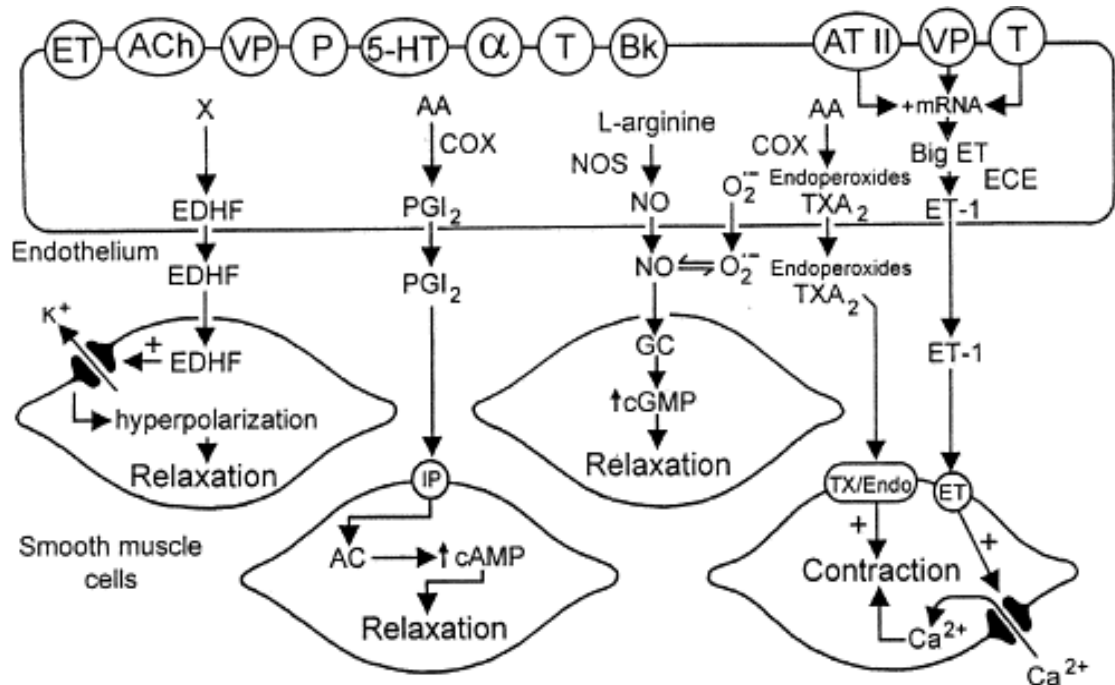 ET ACh VP P 5-HT α T Bk AT II VP T
X AA L-arginine AA +mRNA
COX NOS COX Big ET
O₂˙⁻ Endoperoxides ECE
EDHF PGI₂ NO TXA₂ ET-1
Endothelium
EDHF PGI₂ NO O₂˙⁻ Endoperoxides
TXA₂
K⁺ + EDHF GC ET-1
hyperpolarization ↑cGMP
Relaxation Relaxation
IP TX/Endo ET
Smooth muscle
cells
AC ↑ cAMP + +
Contraction
Relaxation Ca²⁺
Ca²⁺